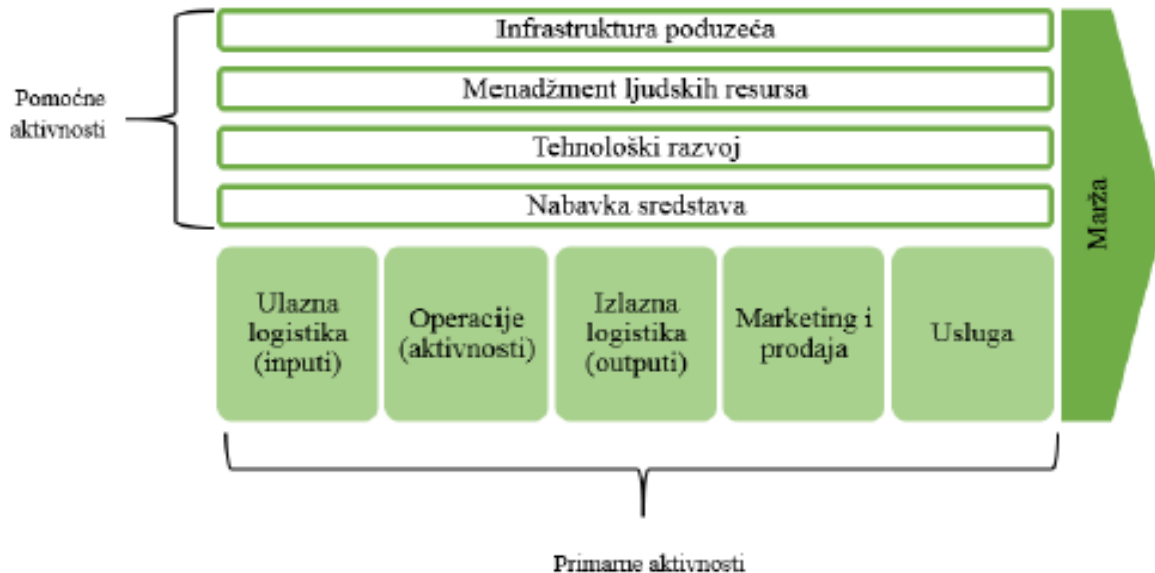 Infrastruktura poduzeća
Menadžment ljudskih resursa
Pomoćne
aktivnosti
Tehnološki razvoj
Nabavka sredstava
Marža
Ulazna
logistika
(inputi)
Operacije
(aktivnosti)
Izlazna
logistika
(outputi)
Marketing i
prodaja
Usluga
Primarne aktivnosti